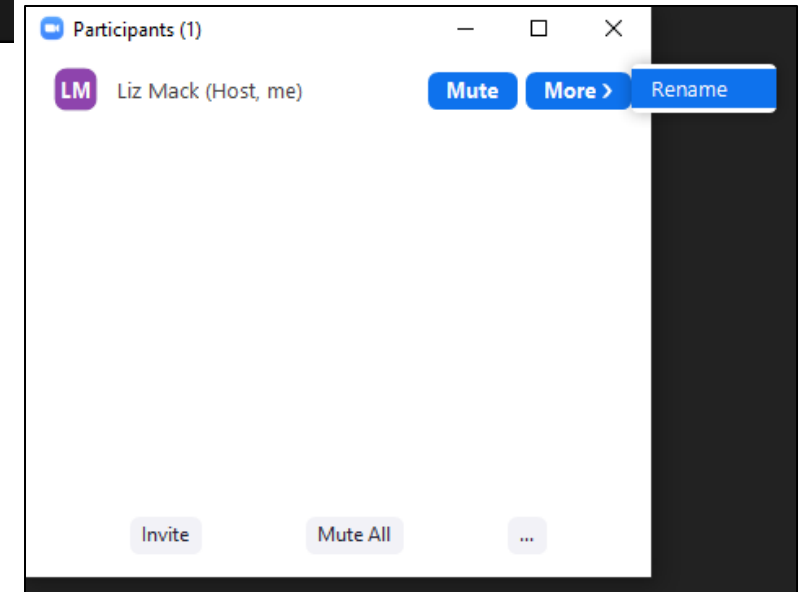 Participants (1)
LM Liz Mack (Host, me) Mute More > Rename
Invite Mute All ...